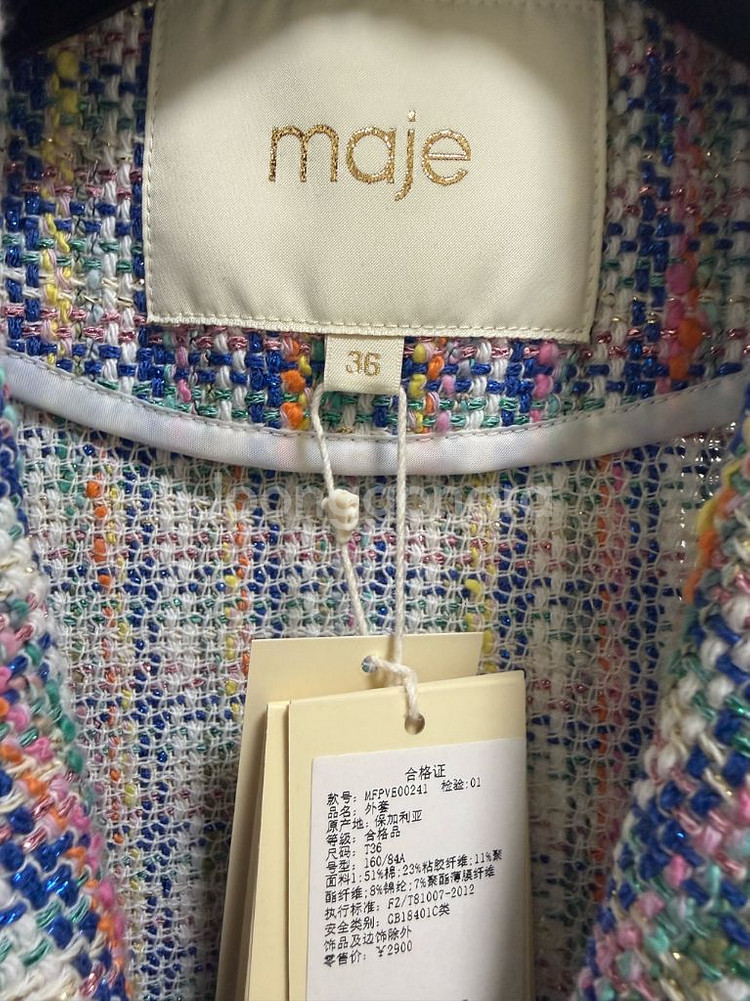 maje
36
合格证
款号: MFPV500241 检验:01
品名: 外套
原产地: 保加利亚
等级: 合格品
尺码: T36
号型: 160/84A
面料1:51%棉:23%粘胶纤维:11%聚
酯纤维;8%锦纶:7%聚酯薄膜纤维
执行标准: FZ/T81007-2012
安全类别: GB18401C类
饰品及边饰除外
零售价: ¥2900